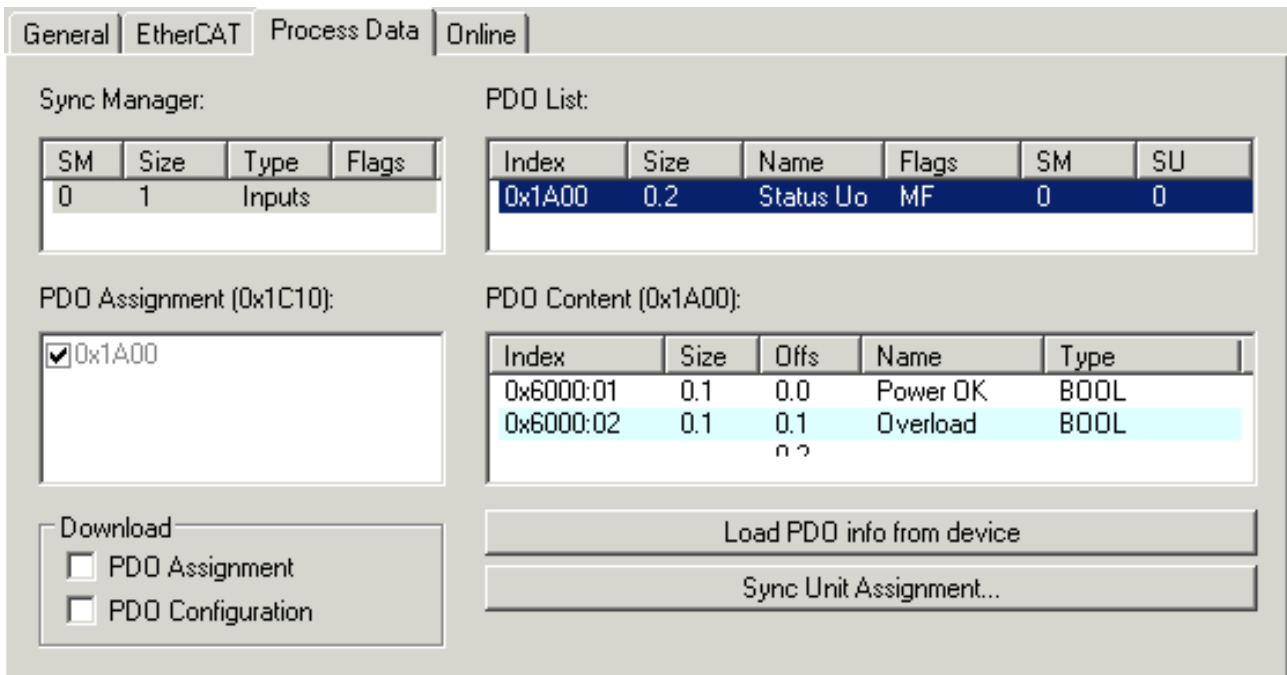 General EtherCAT Process Data Online
Sync Manager:
SM Size Type Flags
0 1 Inputs
PDO List:
Index Size Name Flags SM SU
0x1A00 0.2 Status Uo MF 0 0
PDO Assignment (0x1C10):
0x1A00
PDO Content (0x1A00):
Index Size Offs Name Type
0x6000:01 0.1 0.0 Power OK BOOL
0x6000:02 0.1 0.1 Overload BOOL
Download
PDO Assignment
PDO Configuration
Load PDO info from device
Sync Unit Assignment...